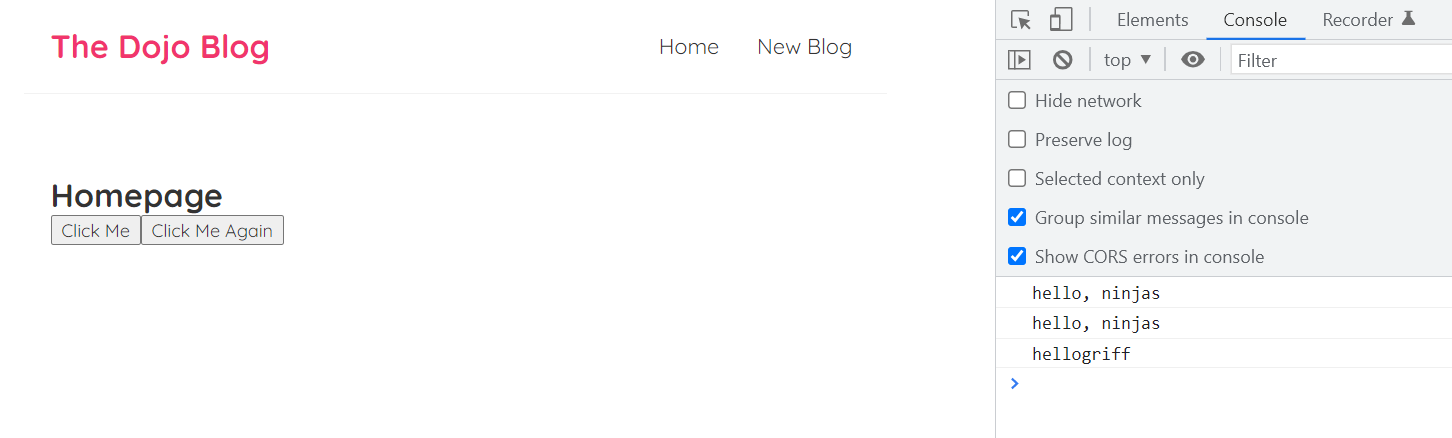 The Dojo Blog
Home New Blog
Homepage
Click Me Click Me Again
Elements Console Recorder
top Filter
Hide network
Preserve log
Selected context only
Group similar messages in console
Show CORS errors in console
hello, ninjas
hello, ninjas
hellogriff